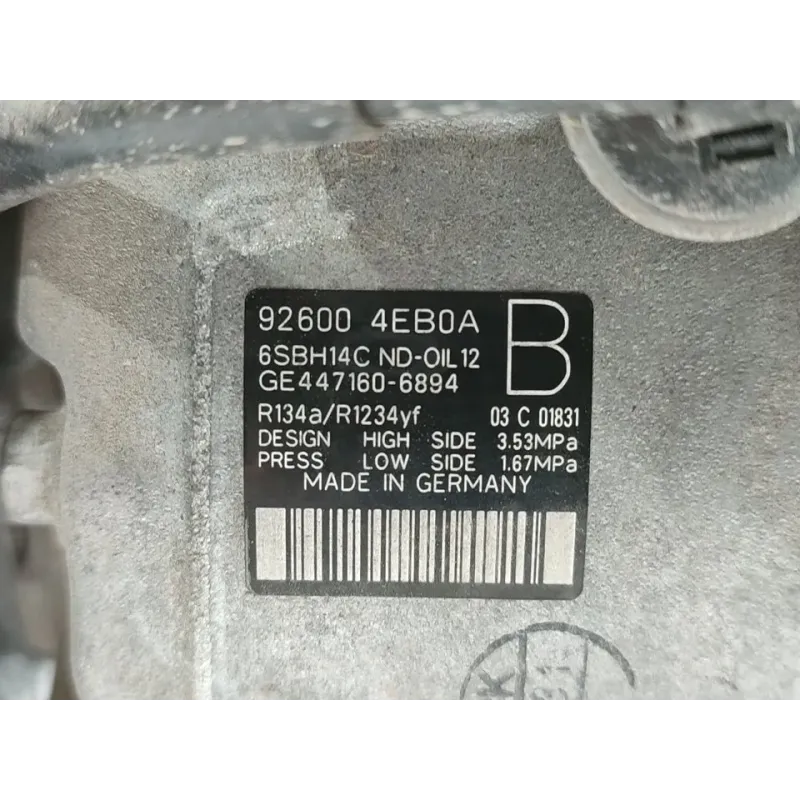 92600 4EB0A B
6SBH14C ND-OIL12
GE447160-6894
R134a/R1234yf 03 C 01831
DESIGN HIGH SIDE 3.53MPa
PRESS LOW SIDE 1.67MPa
MADE IN GERMANY